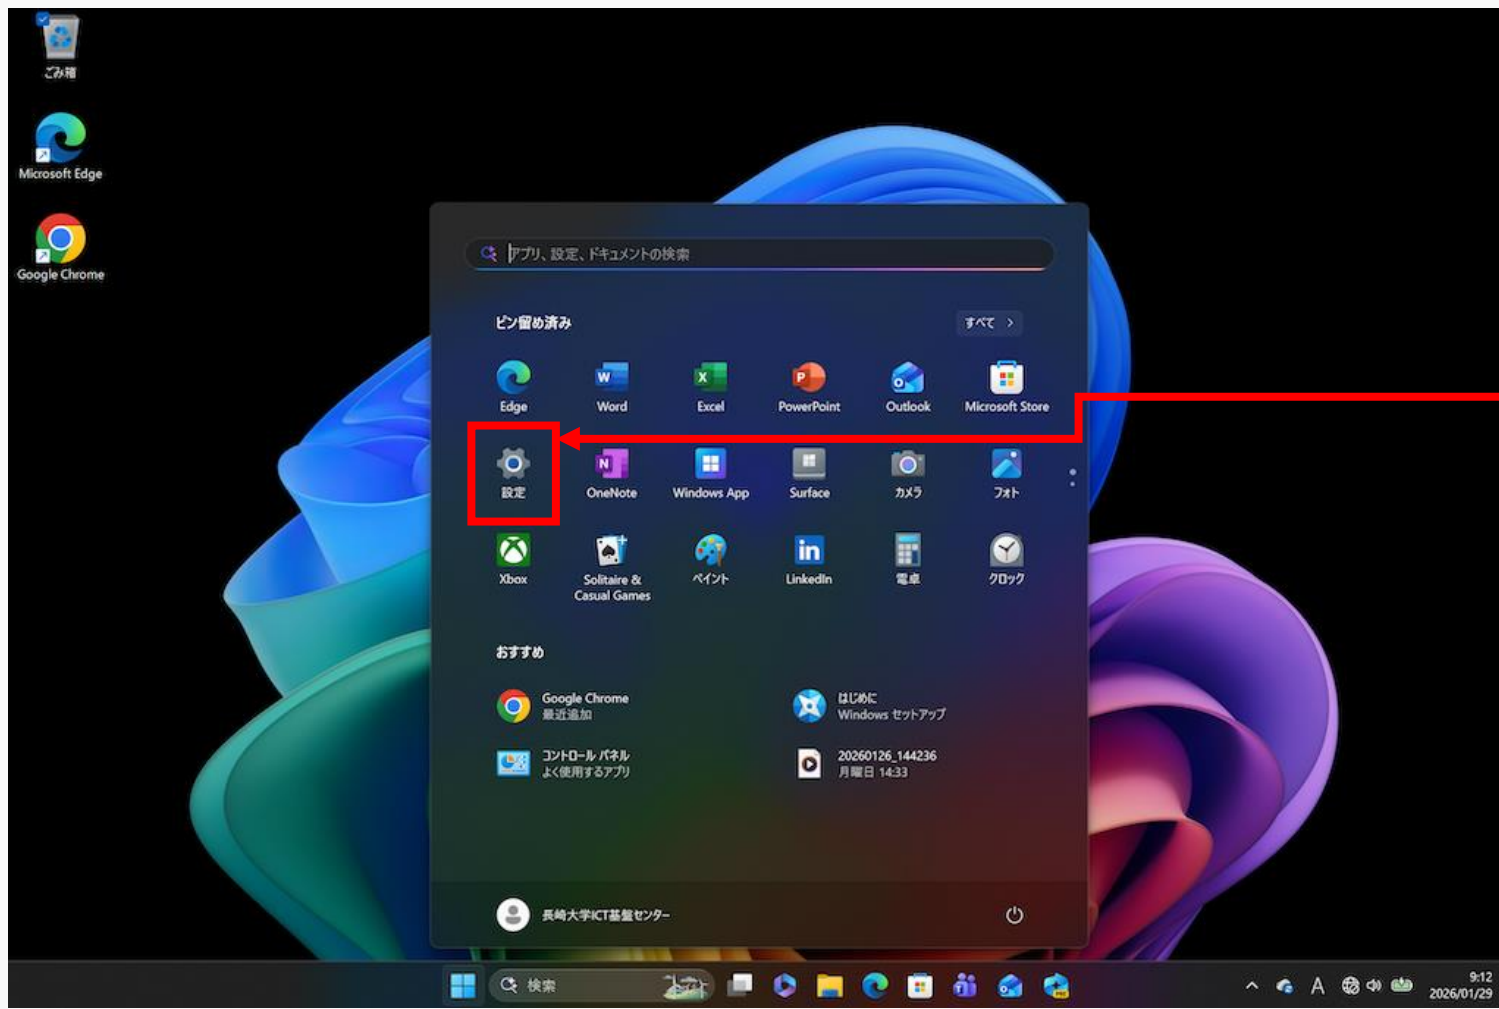 ごみ箱
Microsoft Edge
Google Chrome
アプリ、設定、ドキュメントの検索
ピン留め済み
すべて
Edge
Word
Excel
PowerPoint
Outlook
Microsoft Store
設定
OneNote
Windows App
Surface
カメラ
フォト
Xbox
Solitaire &
Casual Games
ペイント
LinkedIn
電卓
クロック
おすすめ
Google Chrome
最近追加
はじめに
Windows セットアップ
コントロール パネル
よく使用するアプリ
20260126_144236
月曜日 14:33
長崎大学ICT基盤センター
検索
A
9:12
2026/01/29